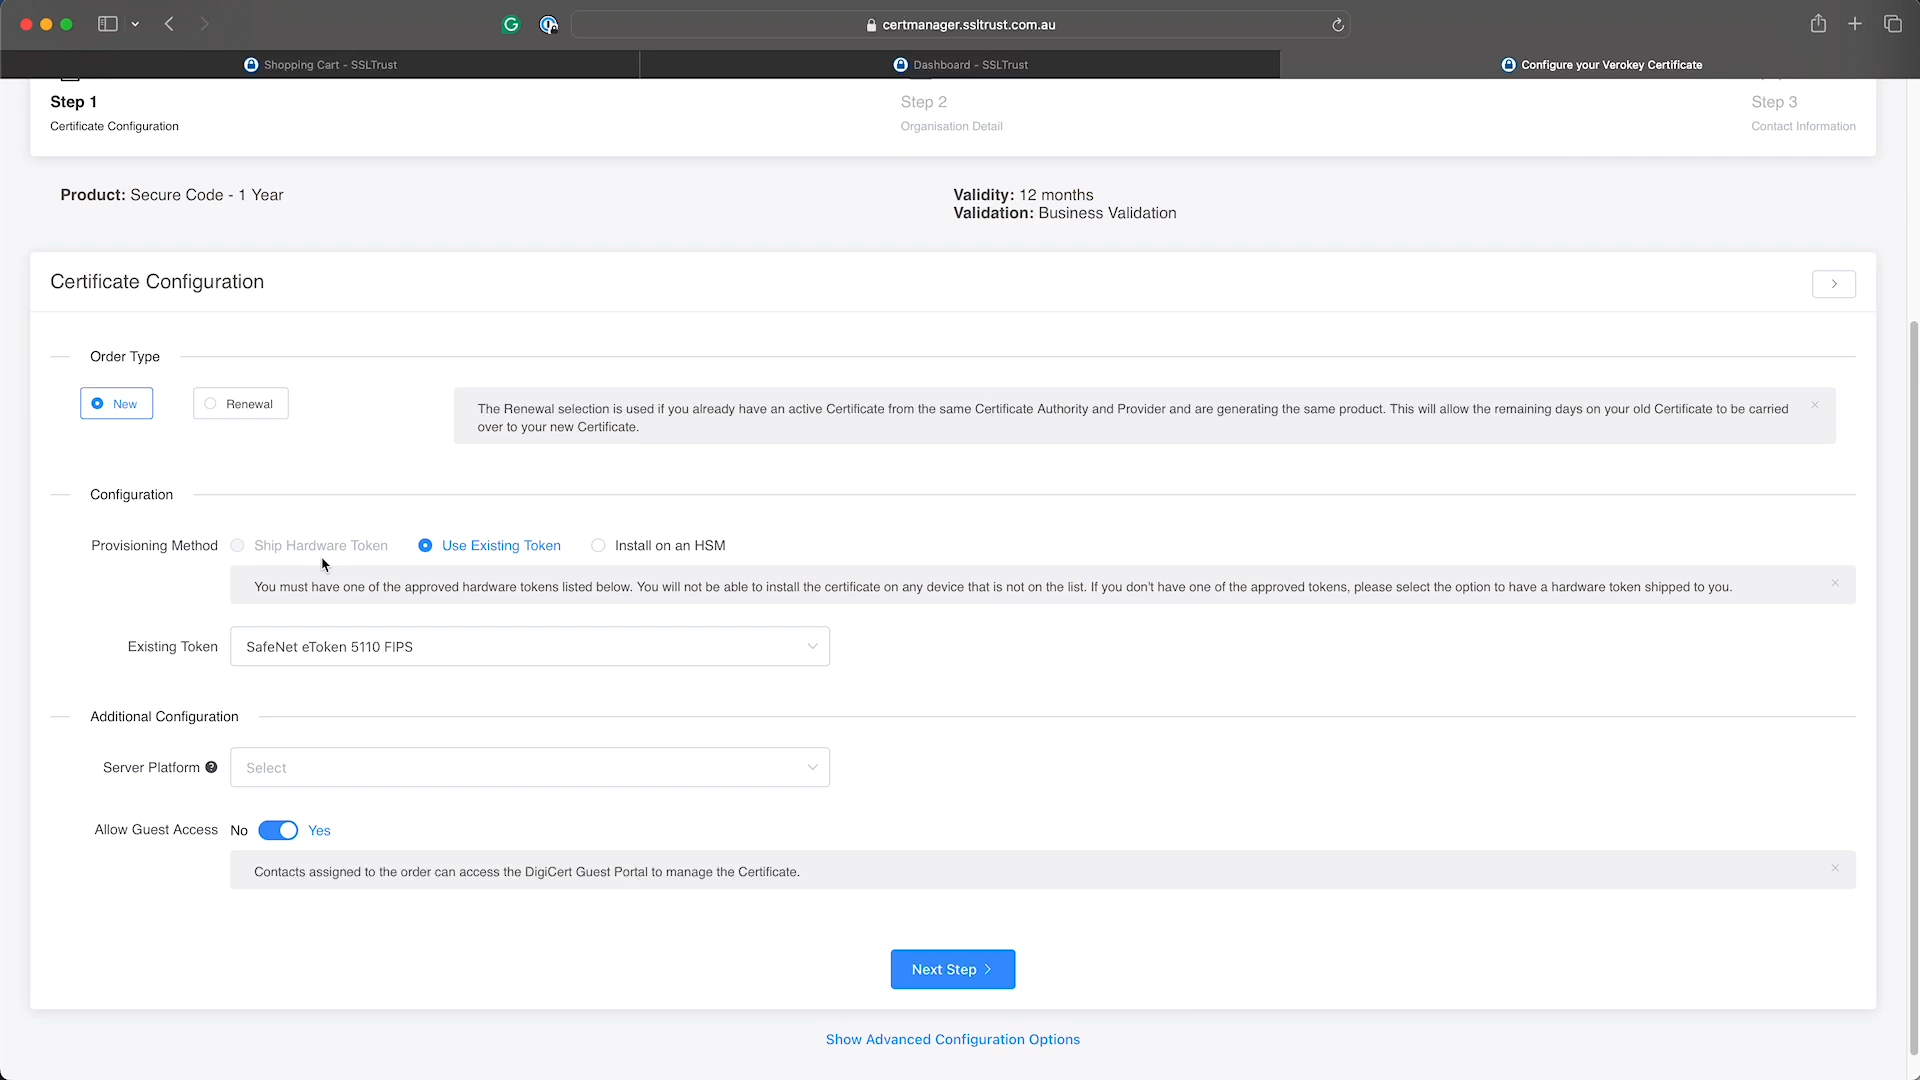 certmanager.ssltrust.com.au
Shopping Cart - SSLTrust
Dashboard - SSLTrust
Configure your Verokey Certificate
Step 1
Certificate Configuration
Step 2
Organisation Detail
Step 3
Contact Information
Product: Secure Code - 1 Year
Validity: 12 months
Validation: Business Validation
Certificate Configuration
Order Type
New
Renewal
The Renewal selection is used if you already have an active Certificate from the same Certificate Authority and Provider and are generating the same product. This will allow the remaining days on your old Certificate to be carried
over to your new Certificate.
Configuration
Provisioning Method
Ship Hardware Token
Use Existing Token
Install on an HSM
You must have one of the approved hardware tokens listed below. You will not be able to install the certificate on any device that is not on the list. If you don't have one of the approved tokens, please select the option to have a hardware token shipped to you.
Existing Token
SafeNet eToken 5110 FIPS
Additional Configuration
Server Platform
Select
Allow Guest Access
No
Yes
Contacts assigned to the order can access the DigiCert Guest Portal to manage the Certificate.
Next Step
Show Advanced Configuration Options